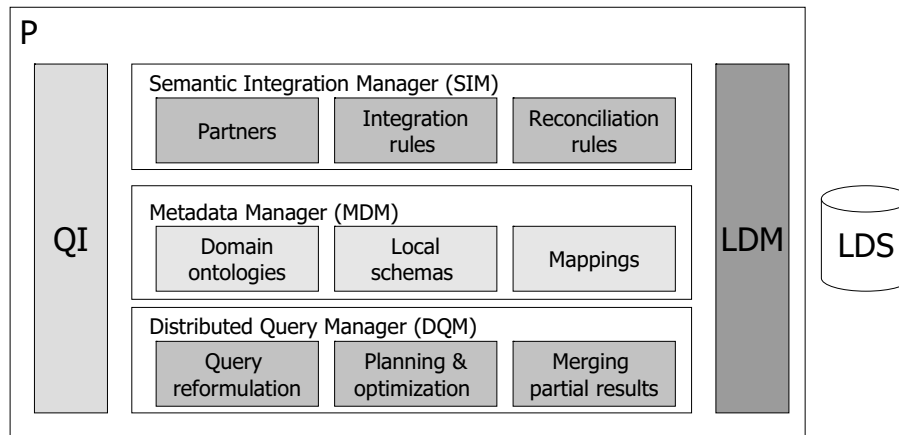 P
QI
Semantic Integration Manager (SIM)
Partners
Integration
rules
Reconciliation
rules
Metadata Manager (MDM)
Domain
ontologies
Local
schemas
Mappings
Distributed Query Manager (DQM)
Query
reformulation
Planning &
optimization
Merging
partial results
LDM
LDS